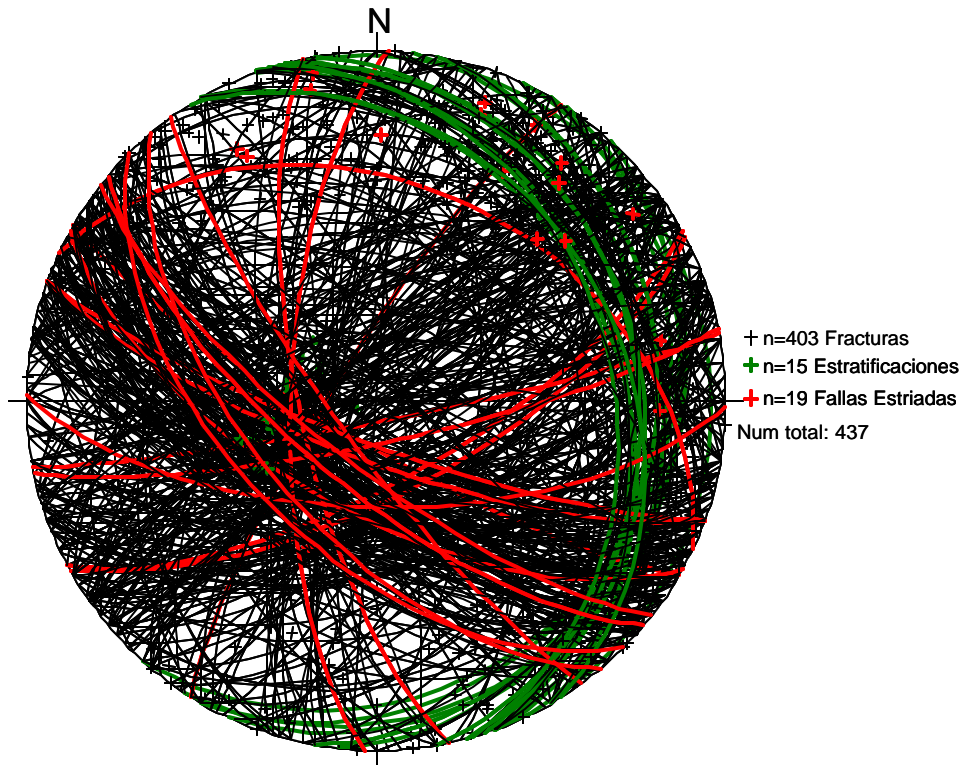 N
n=403 Fracturas
n=15 Estratificaciones
n=19 Fallas Estriadas
Num total: 437